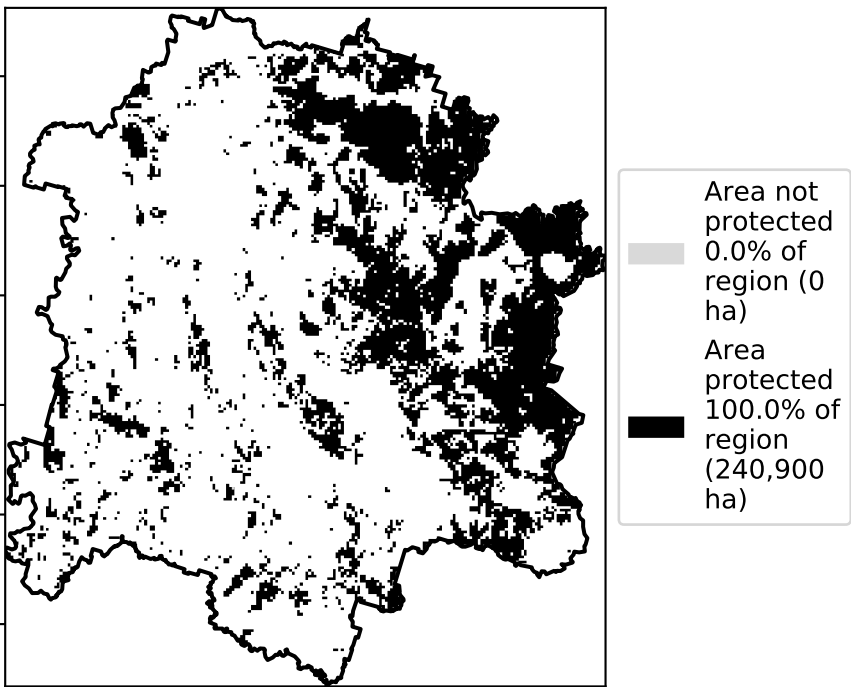 Area not
protected
0.0% of
region (0
ha)
Area
protected
100.0% of
region
(240,900
ha)